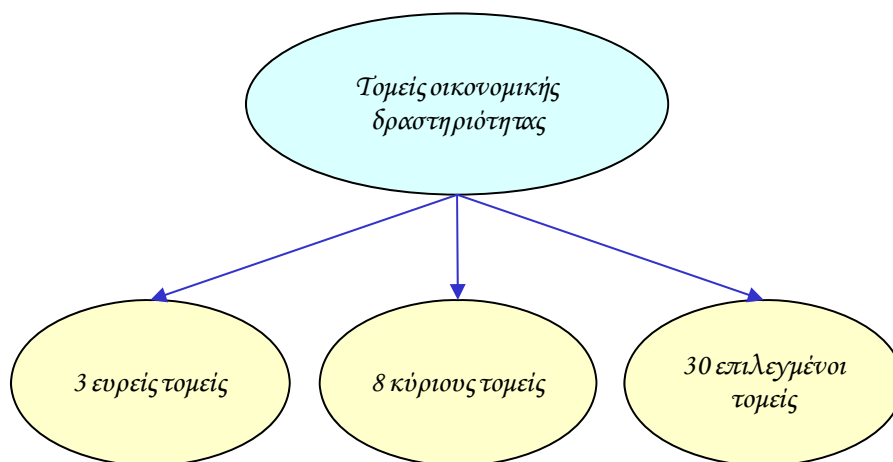 Τομείς οικονομικής
δραστηριότητας
3 ευρείς τομείς
8 κύριους τομείς
30 επιλεγμένοι
τομείς